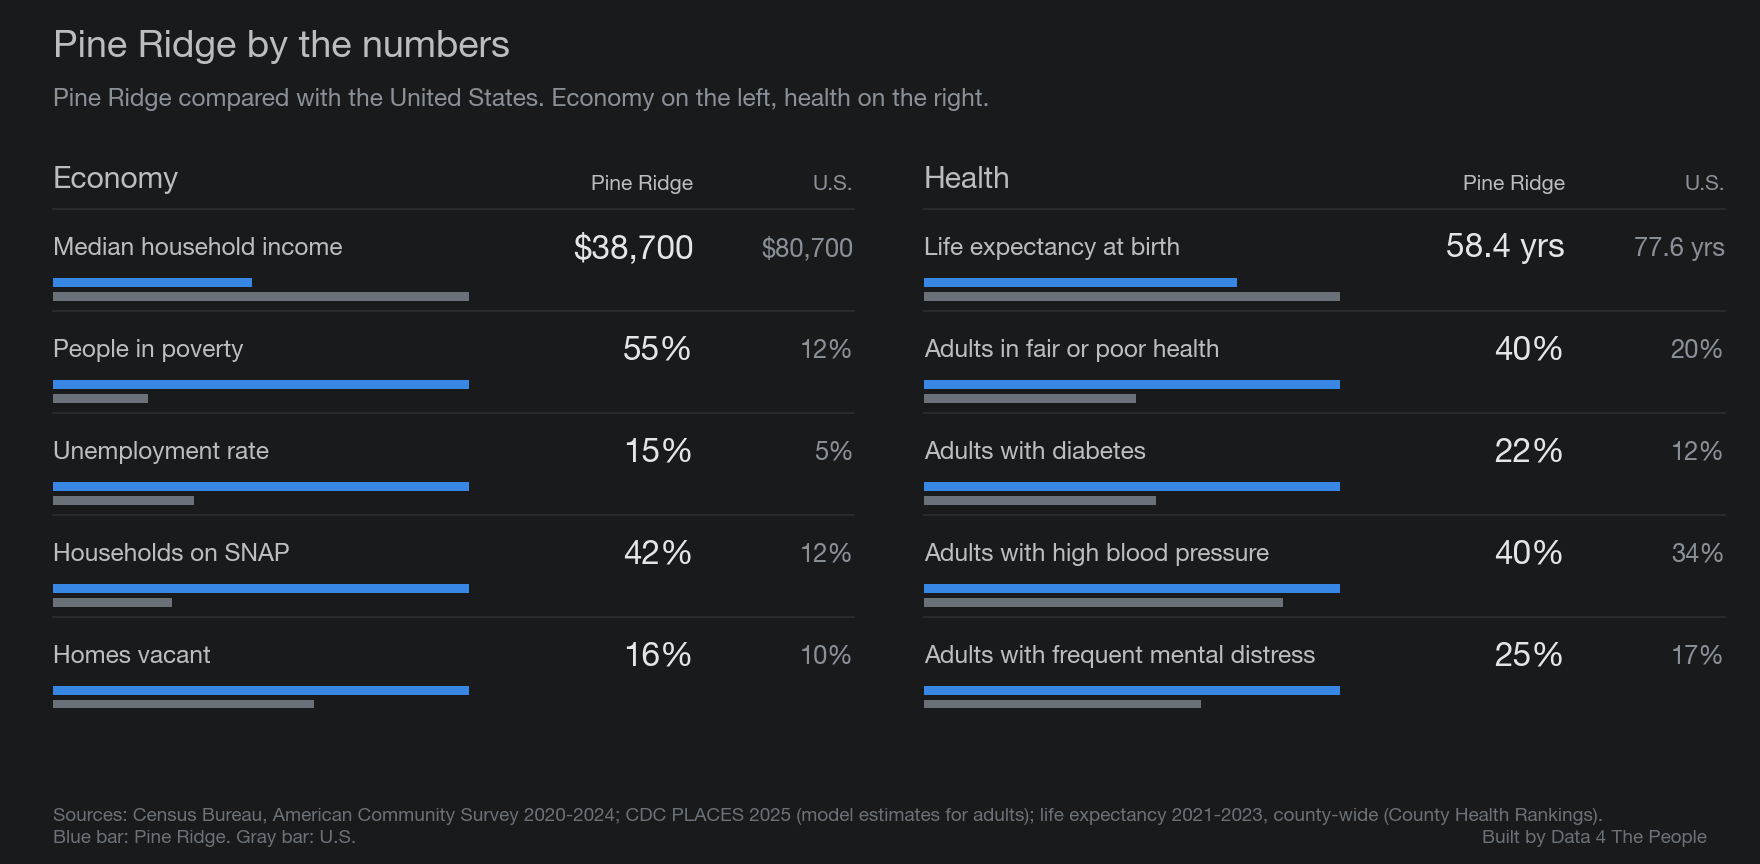 Pine Ridge by the numbers
Pine Ridge compared with the United States. Economy on the left, health on the right.
Economy Pine Ridge U.S.
Median household income $38,700 $80,700
People in poverty 55% 12%
Unemployment rate 15% 5%
Households on SNAP 42% 12%
Homes vacant 16% 10%
Health Pine Ridge U.S.
Life expectancy at birth 58.4 yrs 77.6 yrs
Adults in fair or poor health 40% 20%
Adults with diabetes 22% 12%
Adults with high blood pressure 40% 34%
Adults with frequent mental distress 25% 17%
Sources: Census Bureau, American Community Survey 2020-2024; CDC PLACES 2025 (model estimates for adults); life expectancy 2021-2023, county-wide (County Health Rankings).
Blue bar: Pine Ridge. Gray bar: U.S.
Built by Data 4 The People